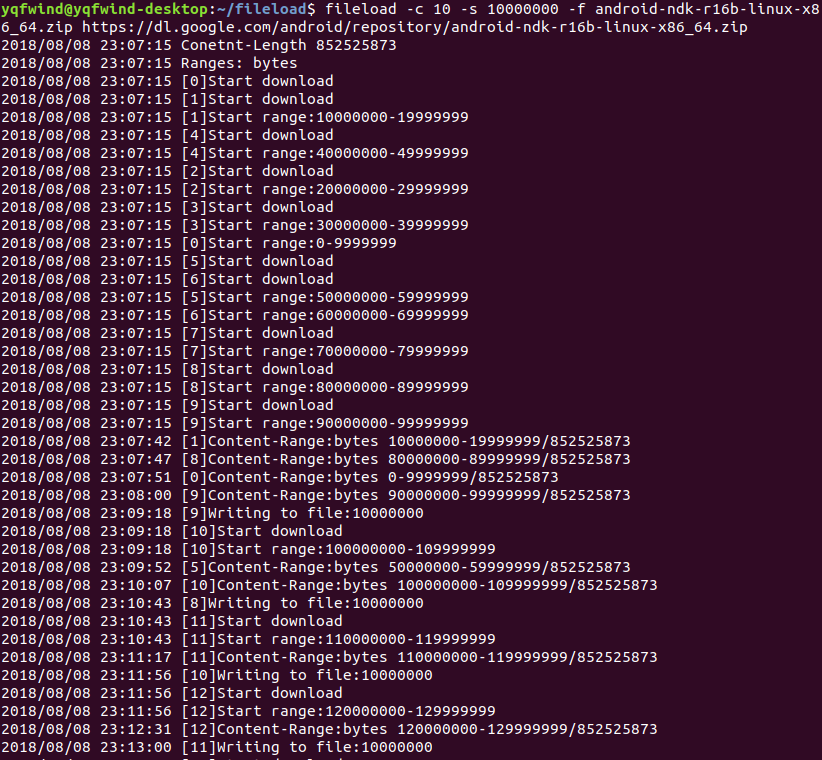 yqfwind@yqfwind-desktop:~/fileload$ fileload -c 10 -s 10000000 -f android-ndk-r16b-linux-x8
6_64.zip https://dl.google.com/android/repository/android-ndk-r16b-linux-x86_64.zip
2018/08/08 23:07:15 Conetnt-Length 852525873
2018/08/08 23:07:15 Ranges: bytes
2018/08/08 23:07:15 [0]Start download
2018/08/08 23:07:15 [1]Start download
2018/08/08 23:07:15 [1]Start range:10000000-19999999
2018/08/08 23:07:15 [4]Start download
2018/08/08 23:07:15 [4]Start range:40000000-49999999
2018/08/08 23:07:15 [2]Start download
2018/08/08 23:07:15 [2]Start range:20000000-29999999
2018/08/08 23:07:15 [3]Start download
2018/08/08 23:07:15 [3]Start range:30000000-39999999
2018/08/08 23:07:15 [0]Start range:0-9999999
2018/08/08 23:07:15 [5]Start download
2018/08/08 23:07:15 [6]Start download
2018/08/08 23:07:15 [5]Start range:50000000-59999999
2018/08/08 23:07:15 [6]Start range:60000000-69999999
2018/08/08 23:07:15 [7]Start download
2018/08/08 23:07:15 [7]Start range:70000000-79999999
2018/08/08 23:07:15 [8]Start download
2018/08/08 23:07:15 [8]Start range:80000000-89999999
2018/08/08 23:07:15 [9]Start download
2018/08/08 23:07:15 [9]Start range:90000000-99999999
2018/08/08 23:07:42 [1]Content-Range:bytes 10000000-19999999/852525873
2018/08/08 23:07:47 [8]Content-Range:bytes 80000000-89999999/852525873
2018/08/08 23:07:51 [0]Content-Range:bytes 0-9999999/852525873
2018/08/08 23:08:00 [9]Content-Range:bytes 90000000-99999999/852525873
2018/08/08 23:09:18 [9]Writing to file:10000000
2018/08/08 23:09:18 [10]Start download
2018/08/08 23:09:18 [10]Start range:100000000-109999999
2018/08/08 23:09:52 [5]Content-Range:bytes 50000000-59999999/852525873
2018/08/08 23:10:07 [10]Content-Range:bytes 100000000-109999999/852525873
2018/08/08 23:10:43 [8]Writing to file:10000000
2018/08/08 23:10:43 [11]Start download
2018/08/08 23:10:43 [11]Start range:110000000-119999999
2018/08/08 23:11:17 [11]Content-Range:bytes 110000000-119999999/852525873
2018/08/08 23:11:56 [10]Writing to file:10000000
2018/08/08 23:11:56 [12]Start download
2018/08/08 23:11:56 [12]Start range:120000000-129999999
2018/08/08 23:12:31 [12]Content-Range:bytes 120000000-129999999/852525873
2018/08/08 23:13:00 [11]Writing to file:10000000